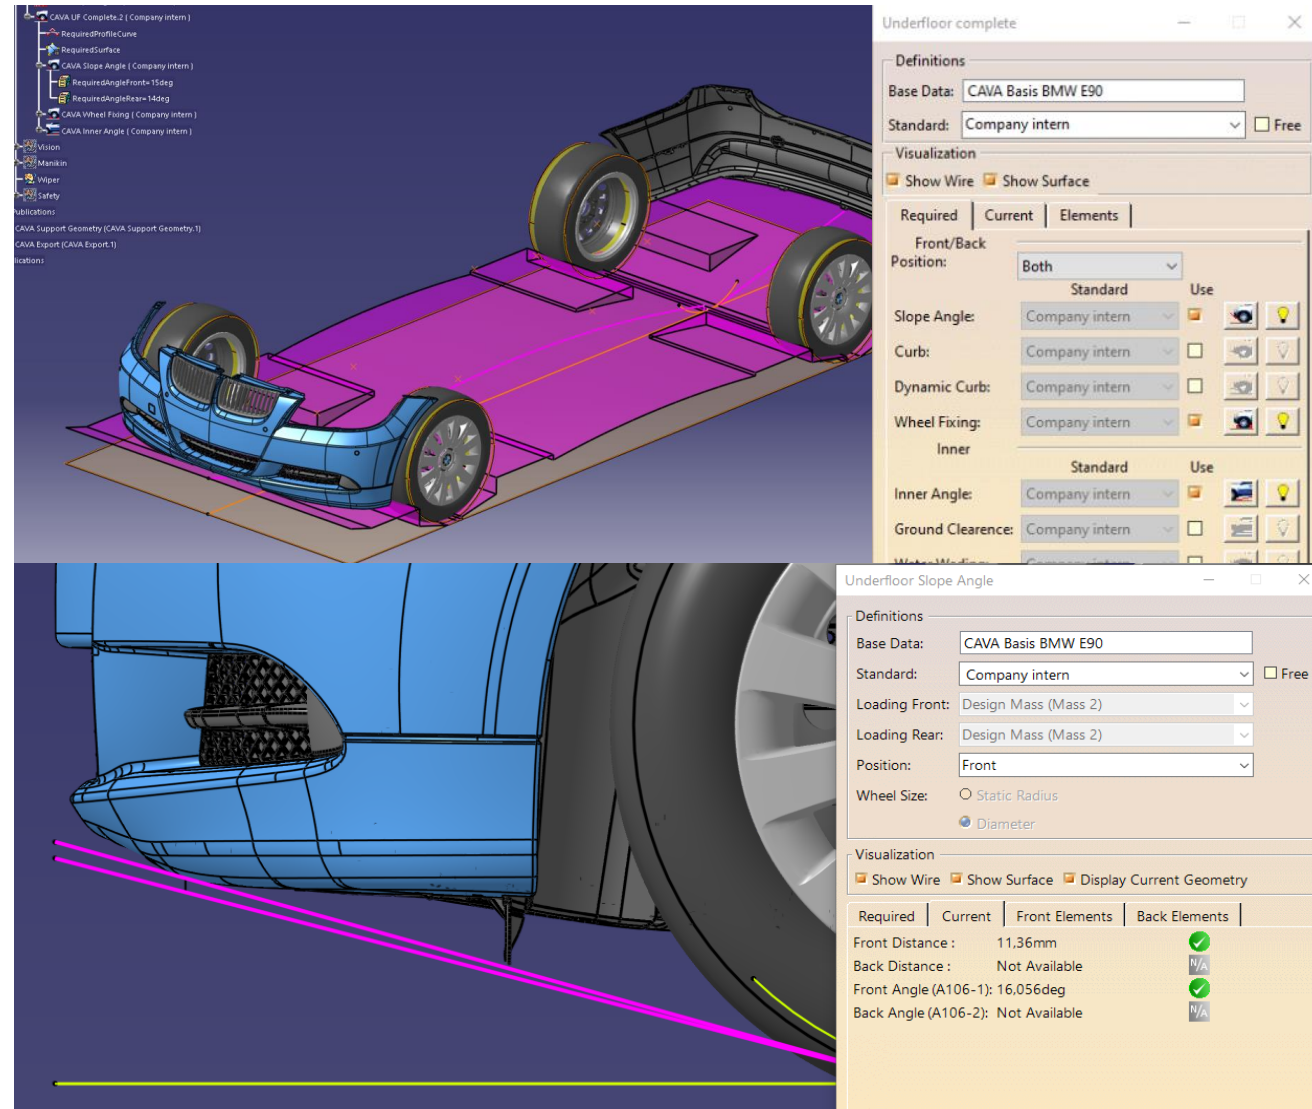 CAVA UF Complete.2 ( Company intern )
RequiredProfileCurve
RequiredSurface
CAVA Slope Angle ( Company intern )
RequiredAngleFront=15deg
RequiredAngleRear=14deg
CAVA Wheel Fixing ( Company intern )
CAVA Inner Angle ( Company intern )
Vision
Manikin
Wiper
Safety
ublications
CAVA Support Geometry (CAVA Support Geometry.1)
CAVA Export (CAVA Export.1)
lications
Underfloor complete
Definitions
Base Data: CAVA Basis BMW E90
Standard: Company intern Free
Visualization
Show Wire Show Surface
Required Current Elements
Front/Back
Position: Both
Standard Use
Slope Angle: Company intern
Curb: Company intern
Dynamic Curb: Company intern
Wheel Fixing: Company intern
Inner
Standard Use
Inner Angle: Company intern
Ground Clearence: Company intern
Water Wading: Company intern
Underfloor Slope Angle
Definitions
Base Data: CAVA Basis BMW E90
Standard: Company intern Free
Loading Front: Design Mass (Mass 2)
Loading Rear: Design Mass (Mass 2)
Position: Front
Wheel Size: Static Radius
Diameter
Visualization
Show Wire Show Surface Display Current Geometry
Required Current Front Elements Back Elements
Front Distance : 11,36mm
Back Distance : Not Available N/A
Front Angle (A106-1): 16,056deg
Back Angle (A106-2): Not Available N/A